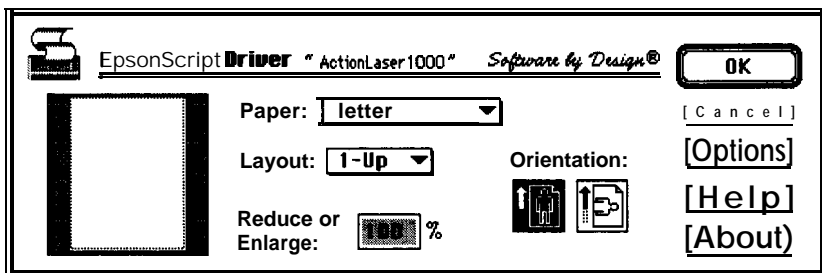 EpsonScript Driver “ ActionLaser1000” Software by Design®
OK
Paper: letter
[Cancel]
Layout: 1-Up
Orientation:
[Options]
[Help]
Reduce or
Enlarge: 100 %
[About)